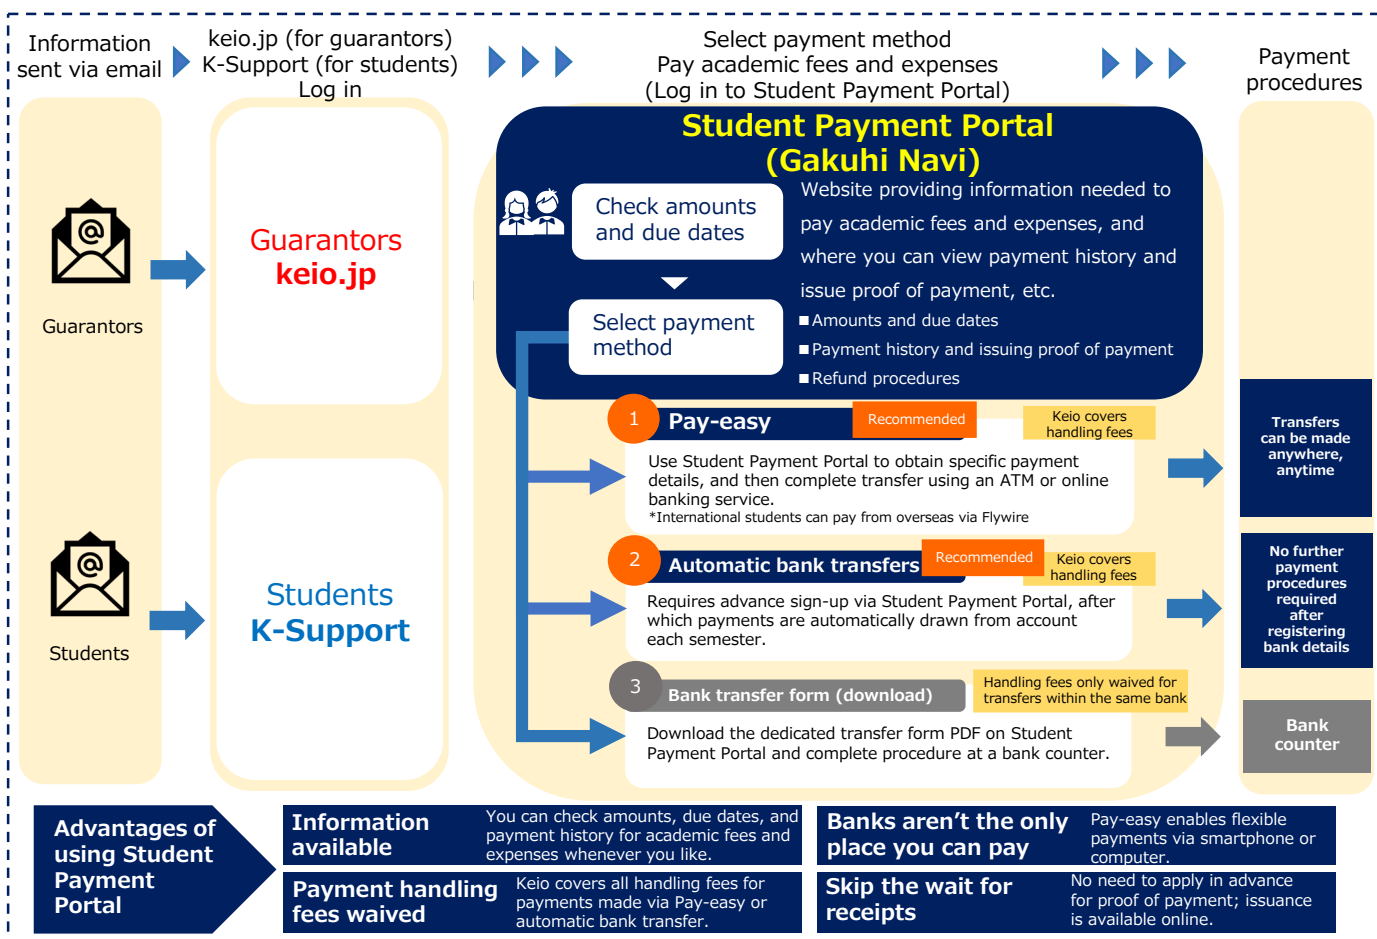 Information
sent via email
keio.jp (for guarantors)
K-Support (for students)
Log in
Select payment method
Pay academic fees and expenses
(Log in to Student Payment Portal)
Payment
procedures
@
Guarantors
@
Students
Guarantors
keio.jp
Students
K-Support
Student Payment Portal
(Gakuhi Navi)
Check amounts
and due dates
Select payment
method
Website providing information needed to
pay academic fees and expenses, and
where you can view payment history and
issue proof of payment, etc.
■Amounts and due dates
■Payment history and issuing proof of payment
■Refund procedures
1
Pay-easy
Recommended
Keio covers
handling fees
Use Student Payment Portal to obtain specific payment
details, and then complete transfer using an ATM or online
banking service.
*International students can pay from overseas via Flywire
Transfers
can be made
anywhere,
anytime
2
Automatic bank transfers
Recommended
Keio covers
handling fees
Requires advance sign-up via Student Payment Portal, after
which payments are automatically drawn from account
each semester.
No further
payment
procedures
required
after
registering
bank details
3
Bank transfer form (download)
Handling fees only waived for
transfers within the same bank
Download the dedicated transfer form PDF on Student
Payment Portal and complete procedure at a bank counter.
Bank
counter
Advantages of
using Student
Payment
Portal
Information
available
You can check amounts, due dates, and
payment history for academic fees and
expenses whenever you like.
Banks aren't the only
place you can pay
Pay-easy enables flexible
payments via smartphone or
computer.
Payment handling
fees waived
Keio covers all handling fees for
payments made via Pay-easy or
automatic bank transfer.
Skip the wait for
receipts
No need to apply in advance
for proof of payment; issuance
is available online.